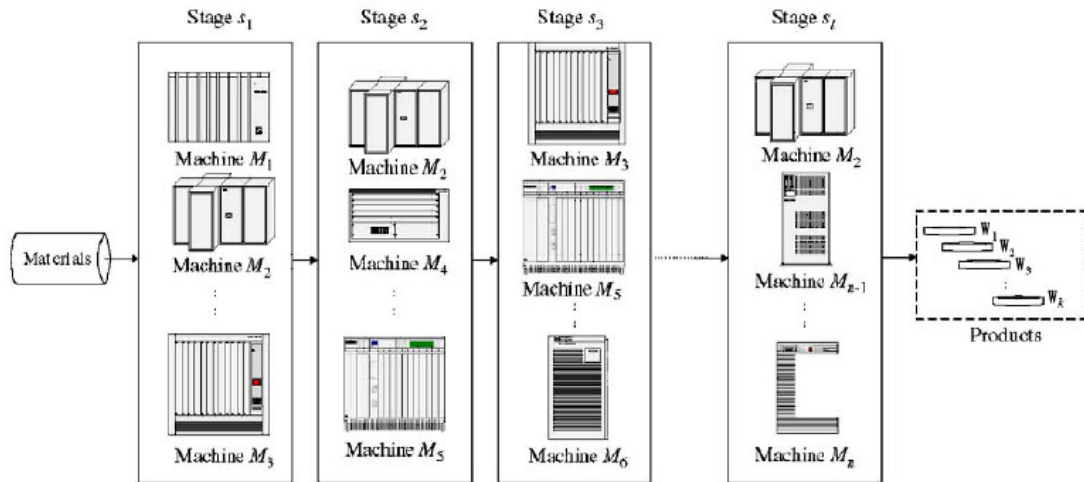 Stage s₁
Stage s₂
Stage s₃
Stage s_l
Materials
Machine M₁
Machine M₂
Machine M₃
Machine M₂
Machine M₄
Machine M₅
Machine M₃
Machine M₅
Machine M₆
Machine M₂
Machine Mₙ₋₁
Machine Mₙ
W₁
W₂
W₃
Wₖ
Products